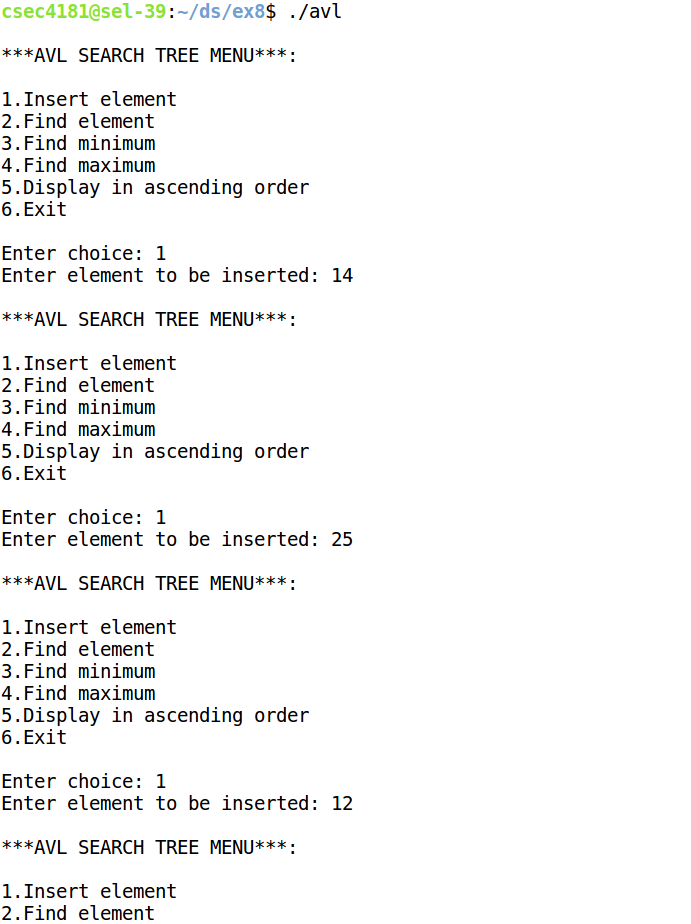 csec4181@sel-39:~/ds/ex8$ ./avl
***AVL SEARCH TREE MENU***:
1.Insert element
2.Find element
3.Find minimum
4.Find maximum
5.Display in ascending order
6.Exit
Enter choice: 1
Enter element to be inserted: 14
***AVL SEARCH TREE MENU***:
1.Insert element
2.Find element
3.Find minimum
4.Find maximum
5.Display in ascending order
6.Exit
Enter choice: 1
Enter element to be inserted: 25
***AVL SEARCH TREE MENU***:
1.Insert element
2.Find element
3.Find minimum
4.Find maximum
5.Display in ascending order
6.Exit
Enter choice: 1
Enter element to be inserted: 12
***AVL SEARCH TREE MENU***:
1.Insert element
2.Find element